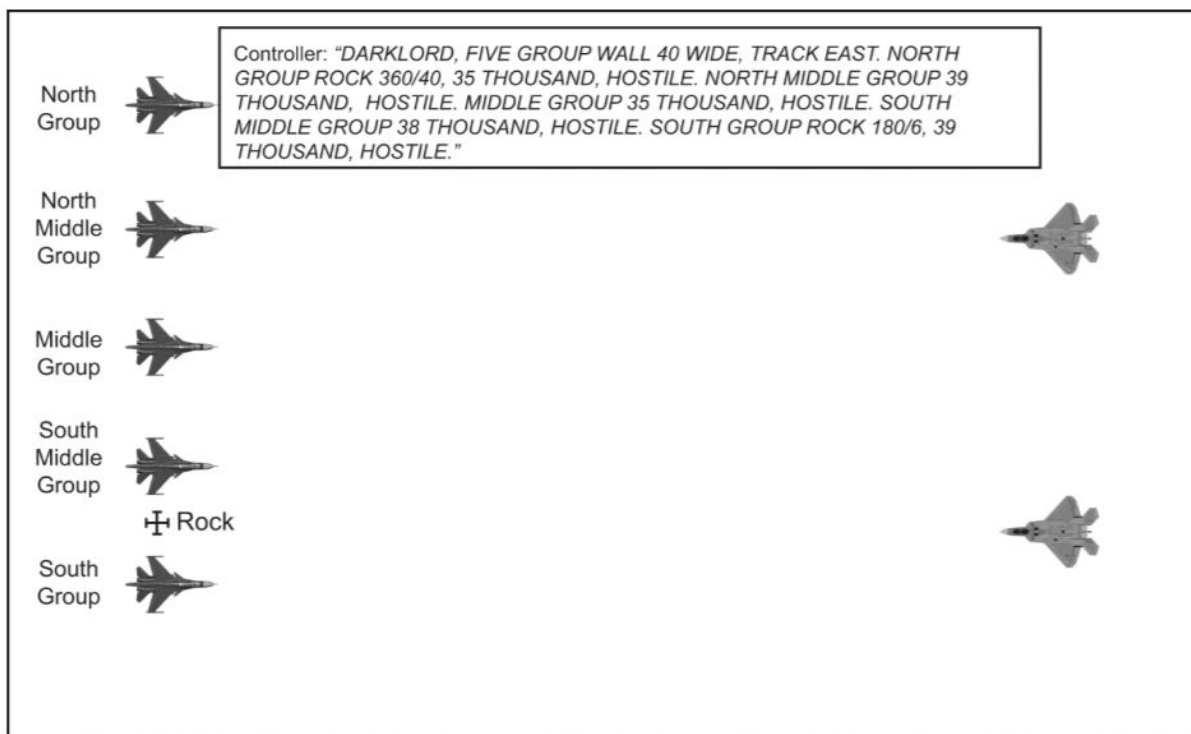 Controller: “DARKLORD, FIVE GROUP WALL 40 WIDE, TRACK EAST. NORTH
GROUP ROCK 360/40, 35 THOUSAND, HOSTILE. NORTH MIDDLE GROUP 39
THOUSAND, HOSTILE. MIDDLE GROUP 35 THOUSAND, HOSTILE. SOUTH
MIDDLE GROUP 38 THOUSAND, HOSTILE. SOUTH GROUP ROCK 180/6, 39
THOUSAND, HOSTILE.”
North
Group
North
Middle
Group
Middle
Group
South
Middle
Group
Rock
South
Group